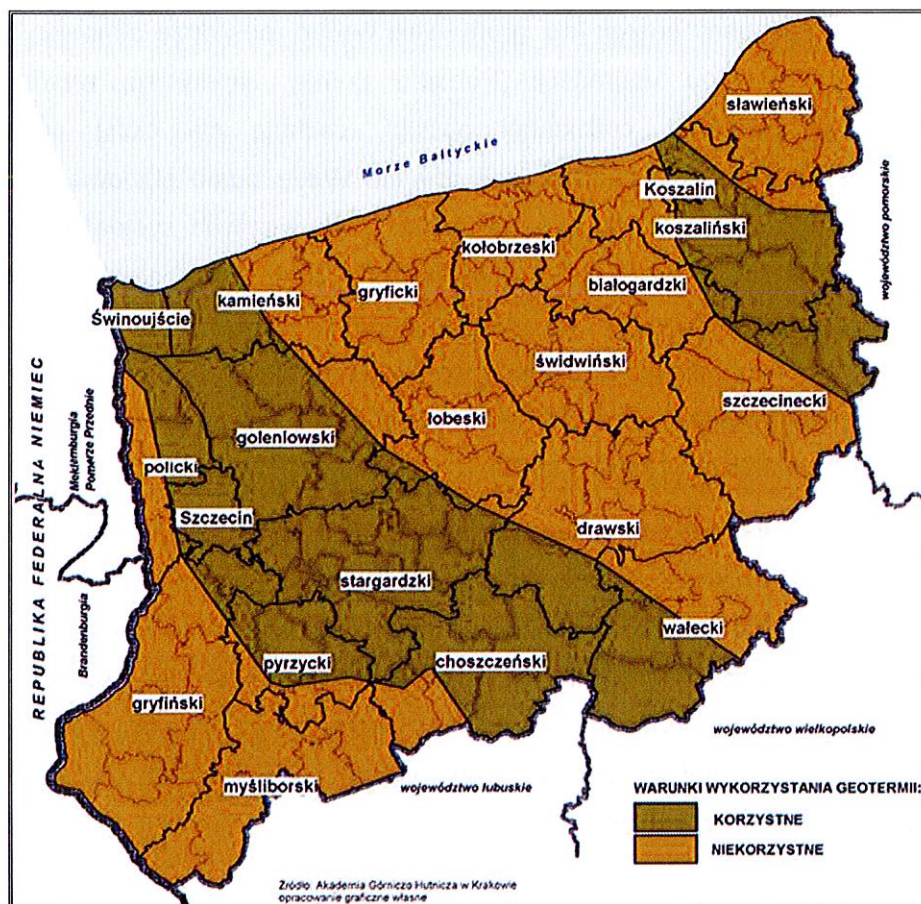 sławieński
Morze Bałtyckie
Koszalin
koszaliński
województwo pomorskie
kołobrzeski
białogardzki
gryficki
kamieński
Świnoujście
świdwiński
szczecinecki
łobeski
goleniowski
REPUBLIKA FEDERALNA NIEMIEC
Meklemburgia
Pomorze Przednie
policki
Szczecin
drawski
stargardzki
Brandenburgia
wałecki
pyrzycki
choszczeński
gryfiński
województwo wielkopolskie
myśliborski
województwo lubuskie
WARUNKI WYKORZYSTANIA GEOTERMII:
KORZYSTNE
NIEKORZYSTNE
Źródło: Akademia Górniczo Hutnicza w Krakowie
opracowanie graficzne własne